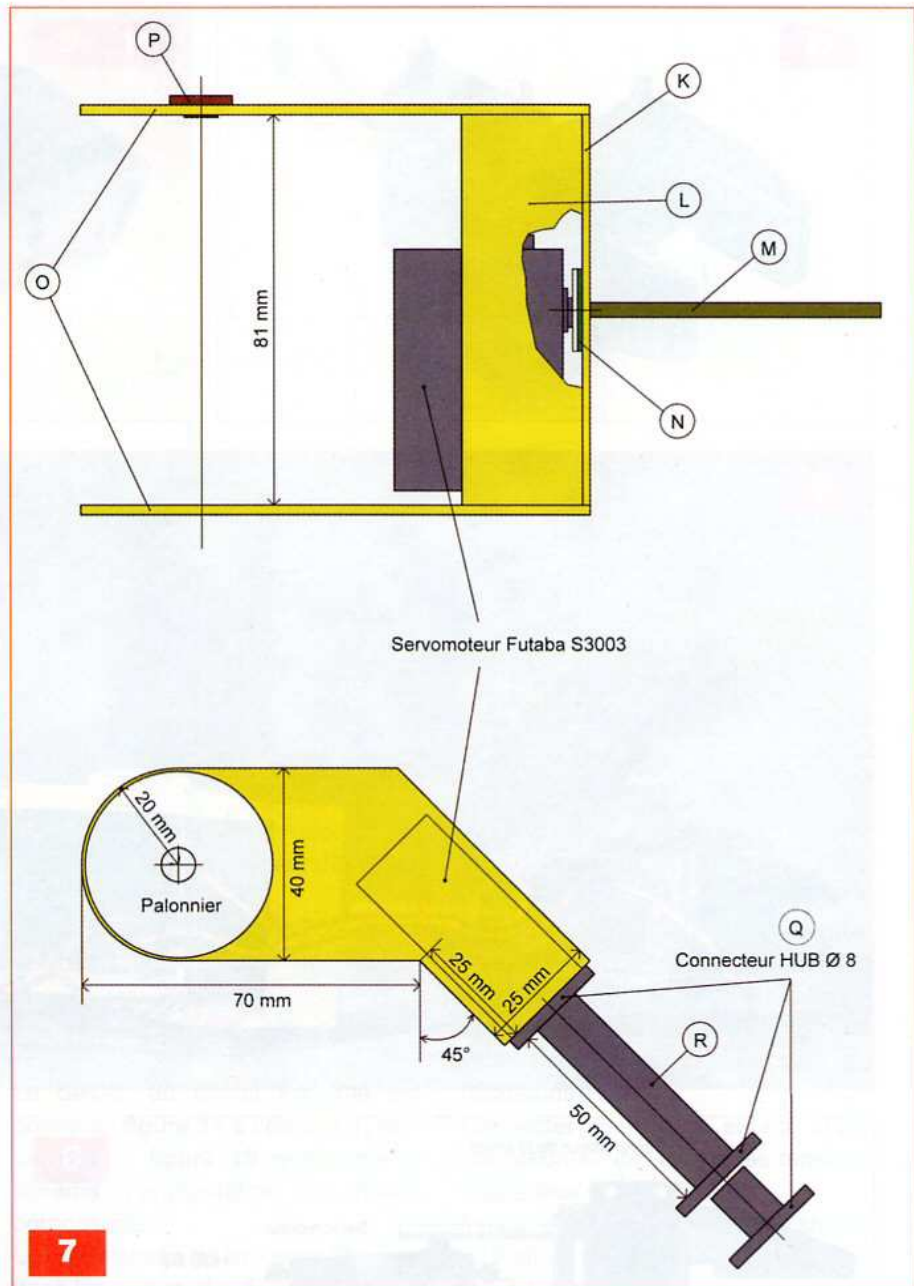 P
K
L
M
O
81 mm
N
Servomoteur Futaba S3003
20 mm
40 mm
Palonnier
Q
Connecteur HUB Ø 8
25 mm
25 mm
70 mm
45°
R
50 mm
7